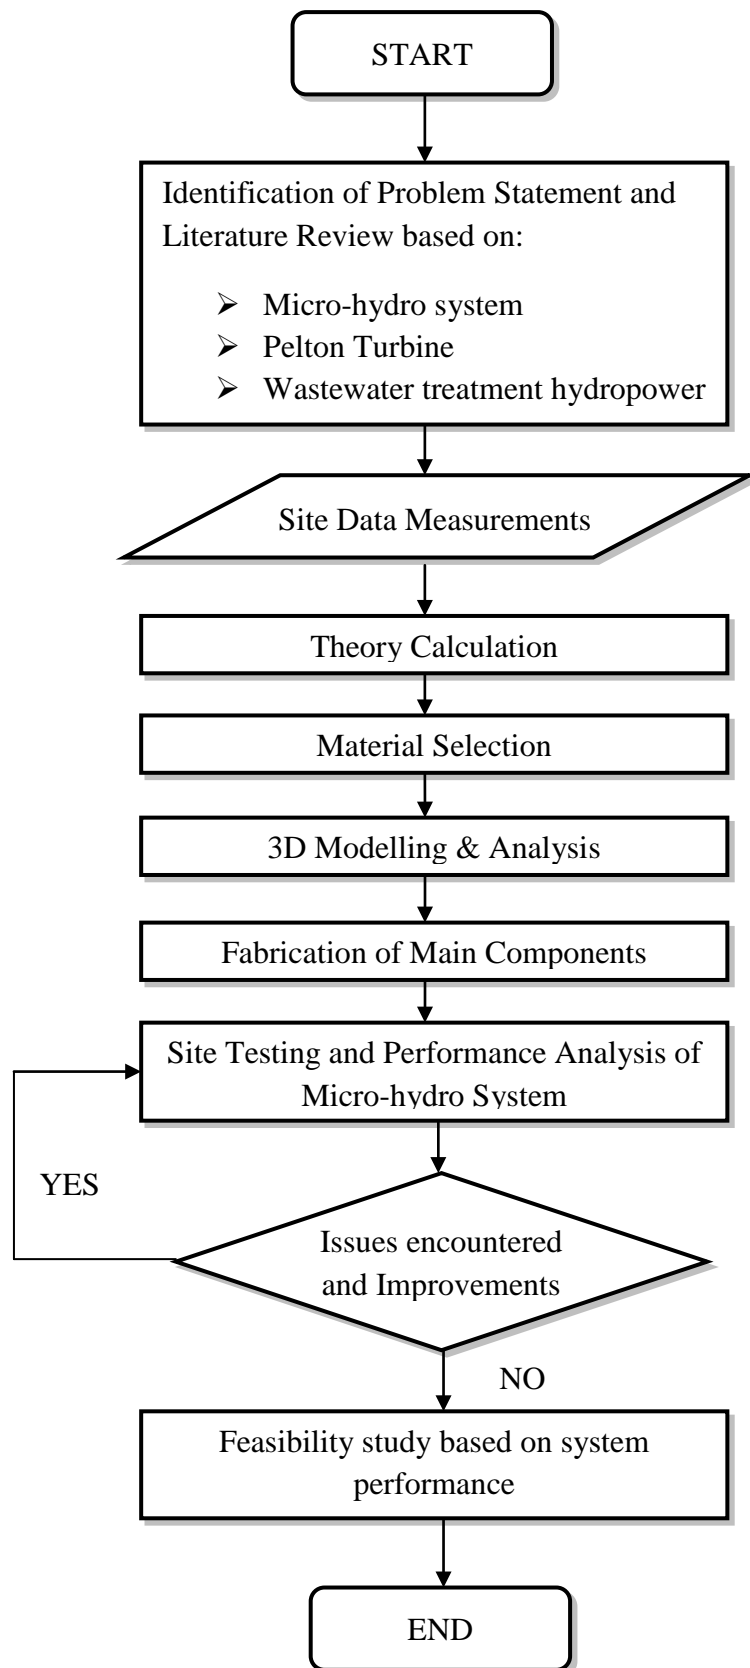 START
Identification of Problem Statement and
Literature Review based on:
➢ Micro-hydro system
➢ Pelton Turbine
➢ Wastewater treatment hydropower
Site Data Measurements
Theory Calculation
Material Selection
3D Modelling & Analysis
Fabrication of Main Components
Site Testing and Performance Analysis of
Micro-hydro System
YES
Issues encountered
and Improvements
NO
Feasibility study based on system
performance
END